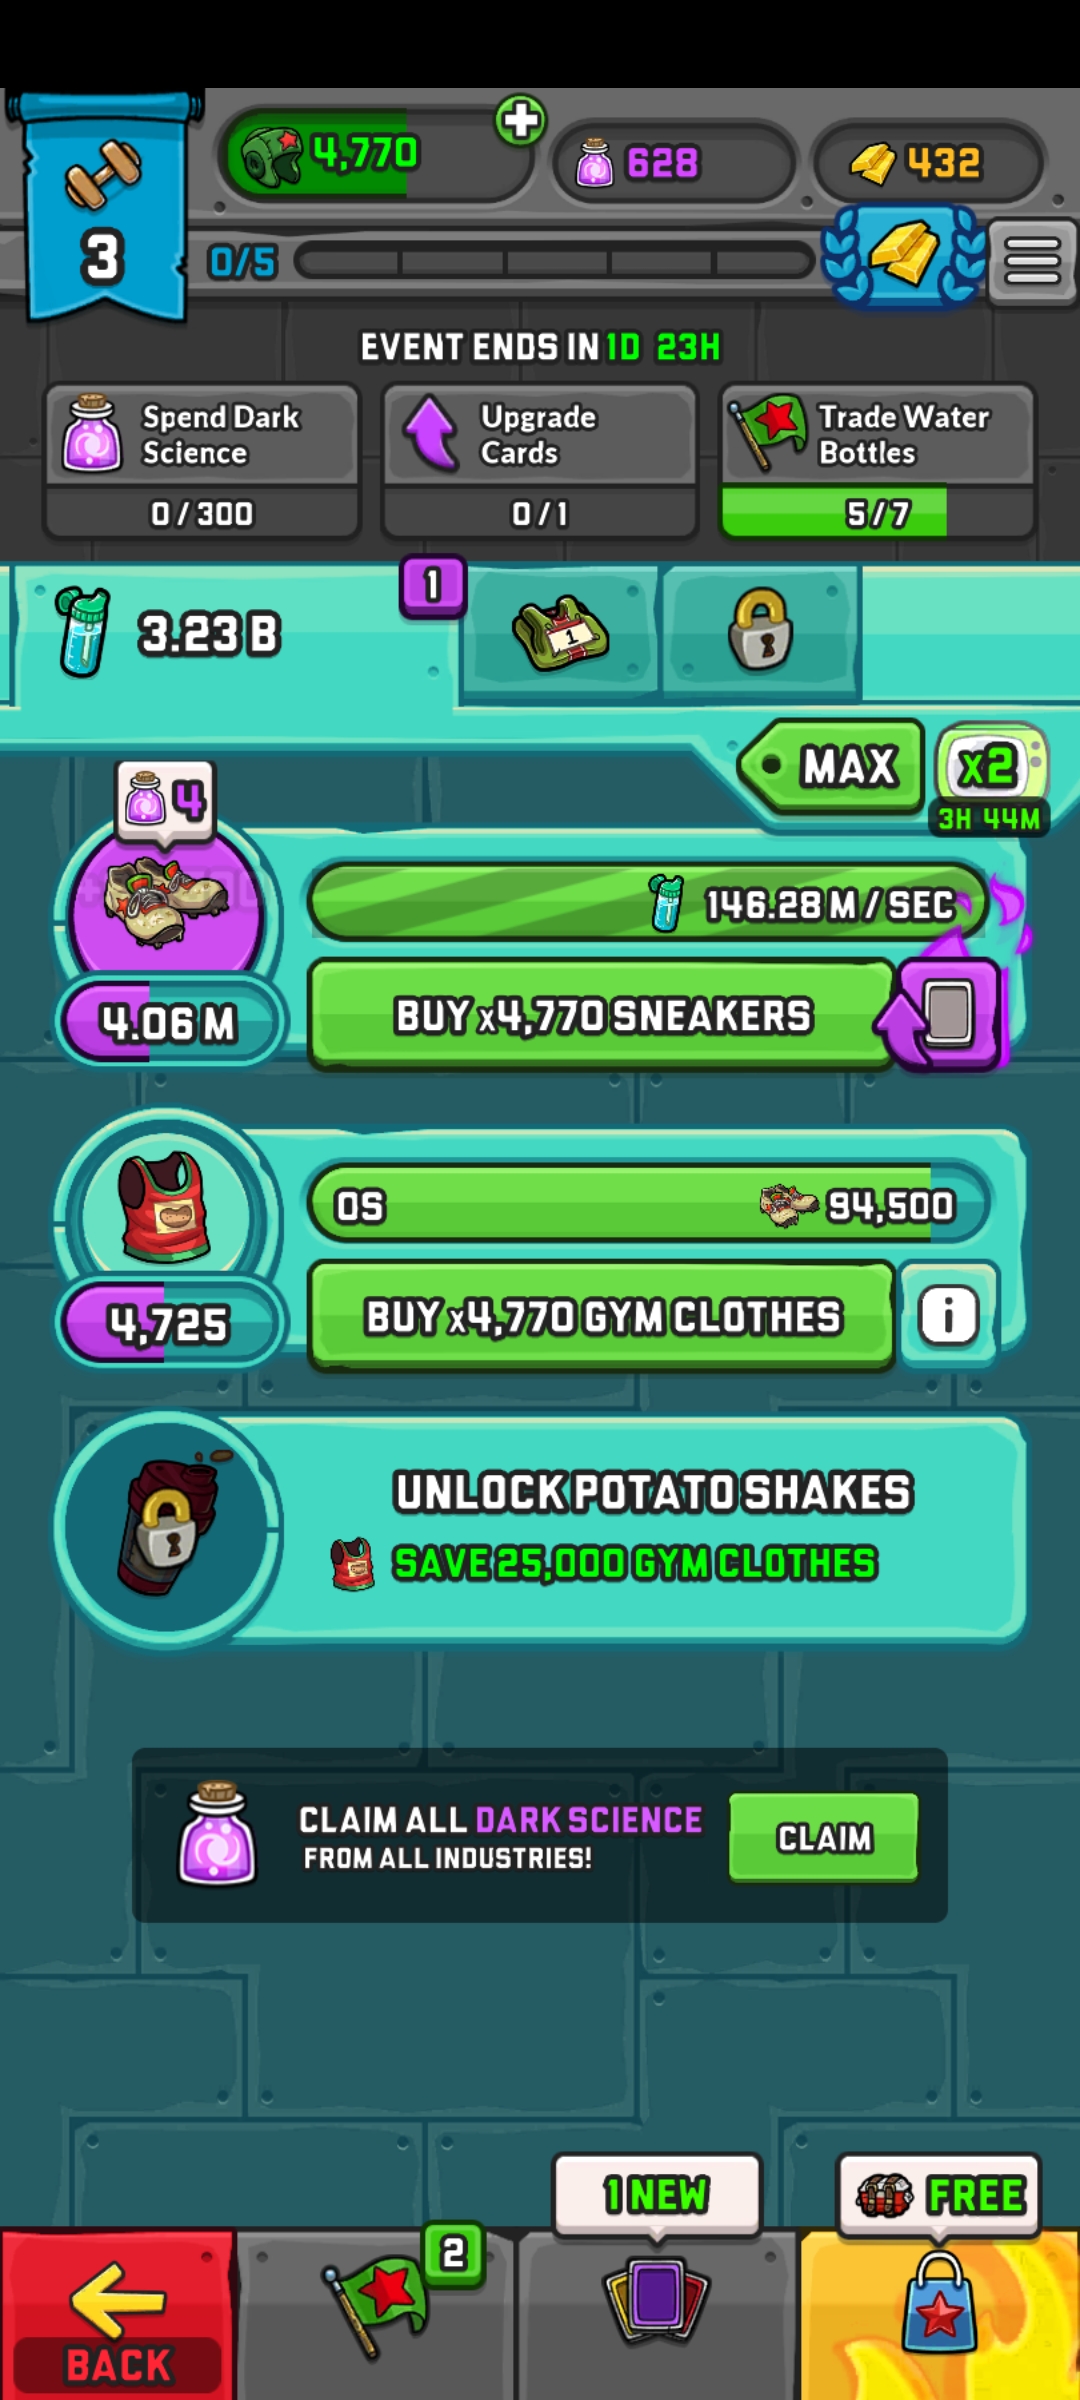 4,770
628
432
3
0/5
EVENT ENDS IN 1D 23H
Spend Dark
Science
0 / 300
Upgrade
Cards
0 / 1
Trade Water
Bottles
5 / 7
3.23 B
1
1
MAX
x2
3H 44M
4
146.28 M / SEC
4.06 M
BUY x4,770 SNEAKERS
0S
94,500
4,725
BUY x4,770 GYM CLOTHES
i
UNLOCK POTATO SHAKES
SAVE 25,000 GYM CLOTHES
CLAIM ALL DARK SCIENCE
FROM ALL INDUSTRIES!
CLAIM
1 NEW
FREE
2
BACK